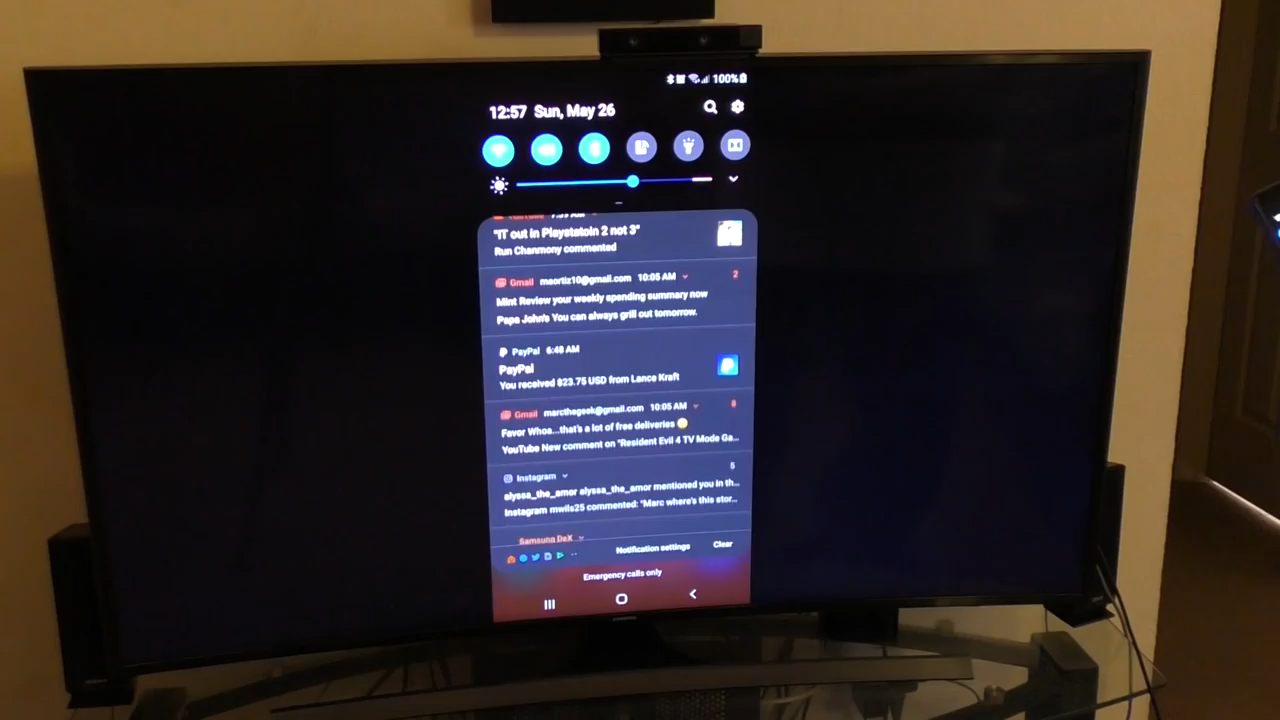 100%
12:57 Sun, May 26
7:59 AM
"IT out in Playstatoin 2 not 3"
Run Chanmony commented
Gmail maortiz10@gmail.com 10:05 AM 2
Mint Review your weekly spending summary now
Papa John's You can always grill out tomorrow.
PayPal 6:48 AM
PayPal
You received $23.75 USD from Lance Kraft
Gmail marcthegeek@gmail.com 10:05 AM 8
Favor Whoa...that's a lot of free deliveries
YouTube New comment on "Resident Evil 4 TV Mode Ga...
Instagram 5
alyssa_the_amor alyssa_the_amor mentioned you in th...
Instagram mwils25 commented: "Marc where's this stor...
Samsung DeX
Notification settings Clear
Emergency calls only